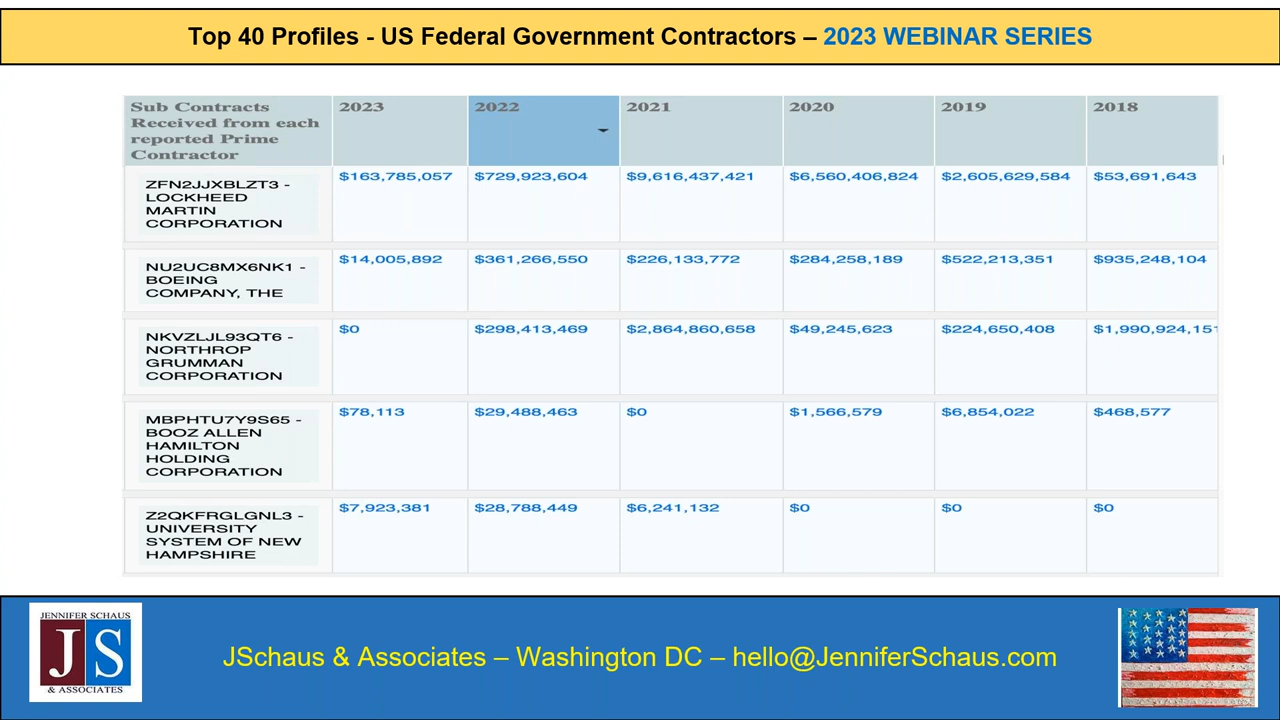 Top 40 Profiles - US Federal Government Contractors – 2023 WEBINAR SERIES
Sub Contracts
Received from each
reported Prime
Contractor
2023
2022
2021
2020
2019
2018
ZFN2JJXBLZT3 -
LOCKHEED
MARTIN
CORPORATION
$163,785,057
$729,923,604
$9,616,437,421
$6,560,406,824
$2,605,629,584
$53,691,643
NU2UC8MX6NK1 -
BOEING
COMPANY, THE
$14,005,892
$361,266,550
$226,133,772
$284,258,189
$522,213,351
$935,248,104
NKVZLJL93QT6 -
NORTHROP
GRUMMAN
CORPORATION
$0
$298,413,469
$2,864,860,658
$49,245,623
$224,650,408
$1,990,924,151
MBPHTU7Y9S65 -
BOOZ ALLEN
HAMILTON
HOLDING
CORPORATION
$78,113
$29,488,463
$0
$1,566,579
$6,854,022
$468,577
Z2QKFRGLGNL3 -
UNIVERSITY
SYSTEM OF NEW
HAMPSHIRE
$7,923,381
$28,788,449
$6,241,132
$0
$0
$0
JENNIFER SCHAUS
JS
& ASSOCIATES
JSchaus & Associates – Washington DC – hello@JenniferSchaus.com